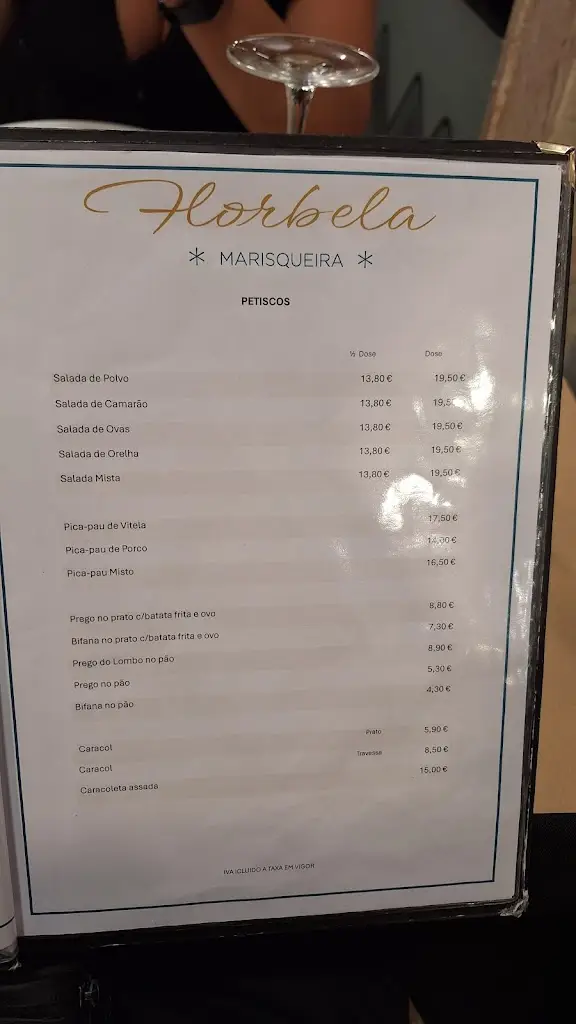 Florbela
* MARISQUEIRA *
PETISCOS
½ Dose Dose
Salada de Polvo 13,80 € 19,50 €
Salada de Camarão 13,80 € 19,5
Salada de Ovas 13,80 € 19,50 €
Salada de Orelha 13,80 € 19,50 €
Salada Mista 13,80 € 19,50 €
Pica-pau de Vitela 17,50 €
Pica-pau de Porco 14,00 €
Pica-pau Misto 16,50 €
Prego no prato c/batata frita e ovo 8,80 €
Bifana no prato c/batata frita e ovo 7,30 €
Prego do Lombo no pão 8,90 €
Prego no pão 5,30 €
Bifana no pão 4,30 €
Caracol Prato 5,90 €
Caracol Travessa 8,50 €
Caracoleta assada 15,00 €
IVA ICLUIDO A TAXA EM VIGOR